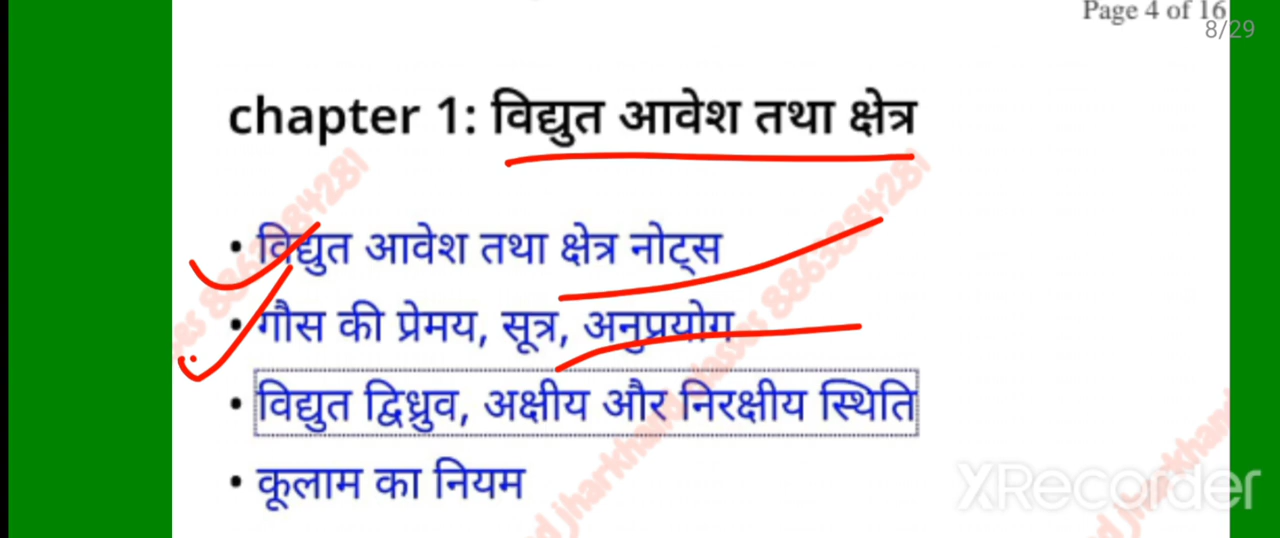 Page 4 of 16
8/29
chapter 1: विद्युत आवेश तथा क्षेत्र
• विद्युत आवेश तथा क्षेत्र नोट्स
• गौस की प्रेमय, सूत्र, अनुप्रयोग
• विद्युत द्विध्रुव, अक्षीय और निरक्षीय स्थिति
• कूलाम का नियम
XRecorder